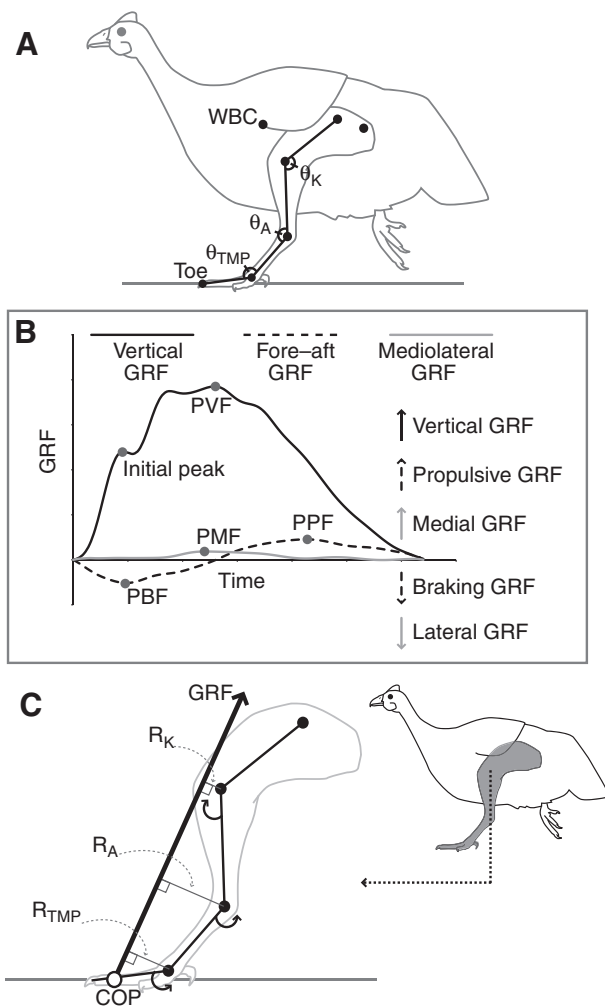 A
WBC
θK
θA
θTMP
Toe
B
Vertical GRF
Fore–aft GRF
Mediolateral GRF
GRF
PVF
Initial peak
PMF
PPF
PBF
Time
Vertical GRF
Propulsive GRF
Medial GRF
Braking GRF
Lateral GRF
C
GRF
RK
RA
RTMP
COP